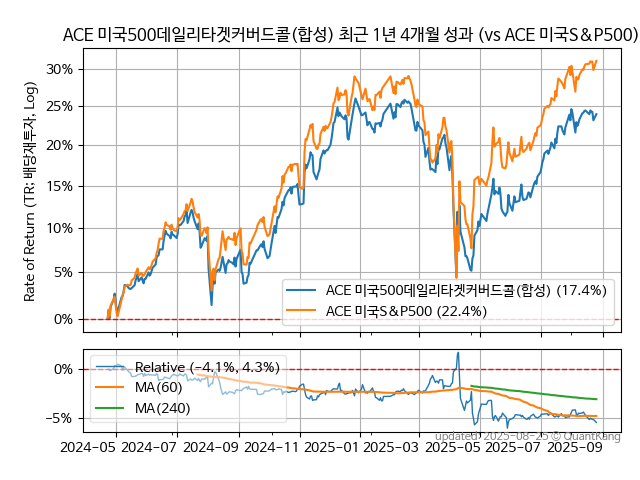 ACE 미국500데일리타겟커버드콜(합성) 최근 1년 4개월 성과 (vs ACE 미국S&P500)
Rate of Return (TR: 배당재투자, Log)
30%
25%
20%
15%
10%
5%
0%
ACE 미국500데일리타겟커버드콜(합성) (17.4%)
ACE 미국S&P500 (22.4%)
0%
-5%
Relative (-4.1%, 4.3%)
MA(60)
MA(240)
updated: 2025-08-25 © QuantKang
2024-05 2024-07 2024-09 2024-11 2025-01 2025-03 2025-05 2025-07 2025-09